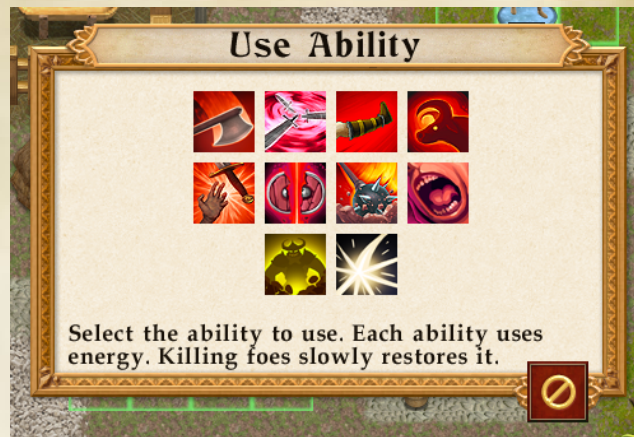 Use Ability
Select the ability to use. Each ability uses
energy. Killing foes slowly restores it.